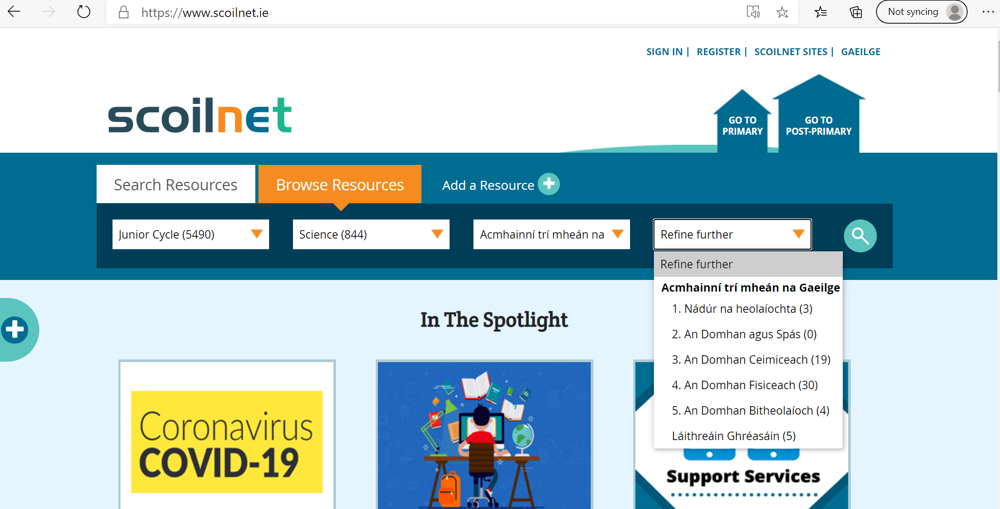 https://www.scoilnet.ie
Not syncing
SIGN IN | REGISTER | SCOILNET SITES | GAEILGE
scoilnet
GO TO
PRIMARY
GO TO
POST-PRIMARY
Search Resources
Browse Resources
Add a Resource
Junior Cycle (5490)
Science (844)
Acmhainní trí mheán na
Refine further
Refine further
Acmhainní trí mheán na Gaeilge
1. Nádúr na heolaíochta (3)
2. An Domhan agus Spás (0)
3. An Domhan Ceimiceach (19)
4. An Domhan Fisiceach (30)
5. An Domhan Bitheolaíoch (4)
Láithreáin Ghréasáin (5)
In The Spotlight
Coronavirus
COVID-19
Support Services